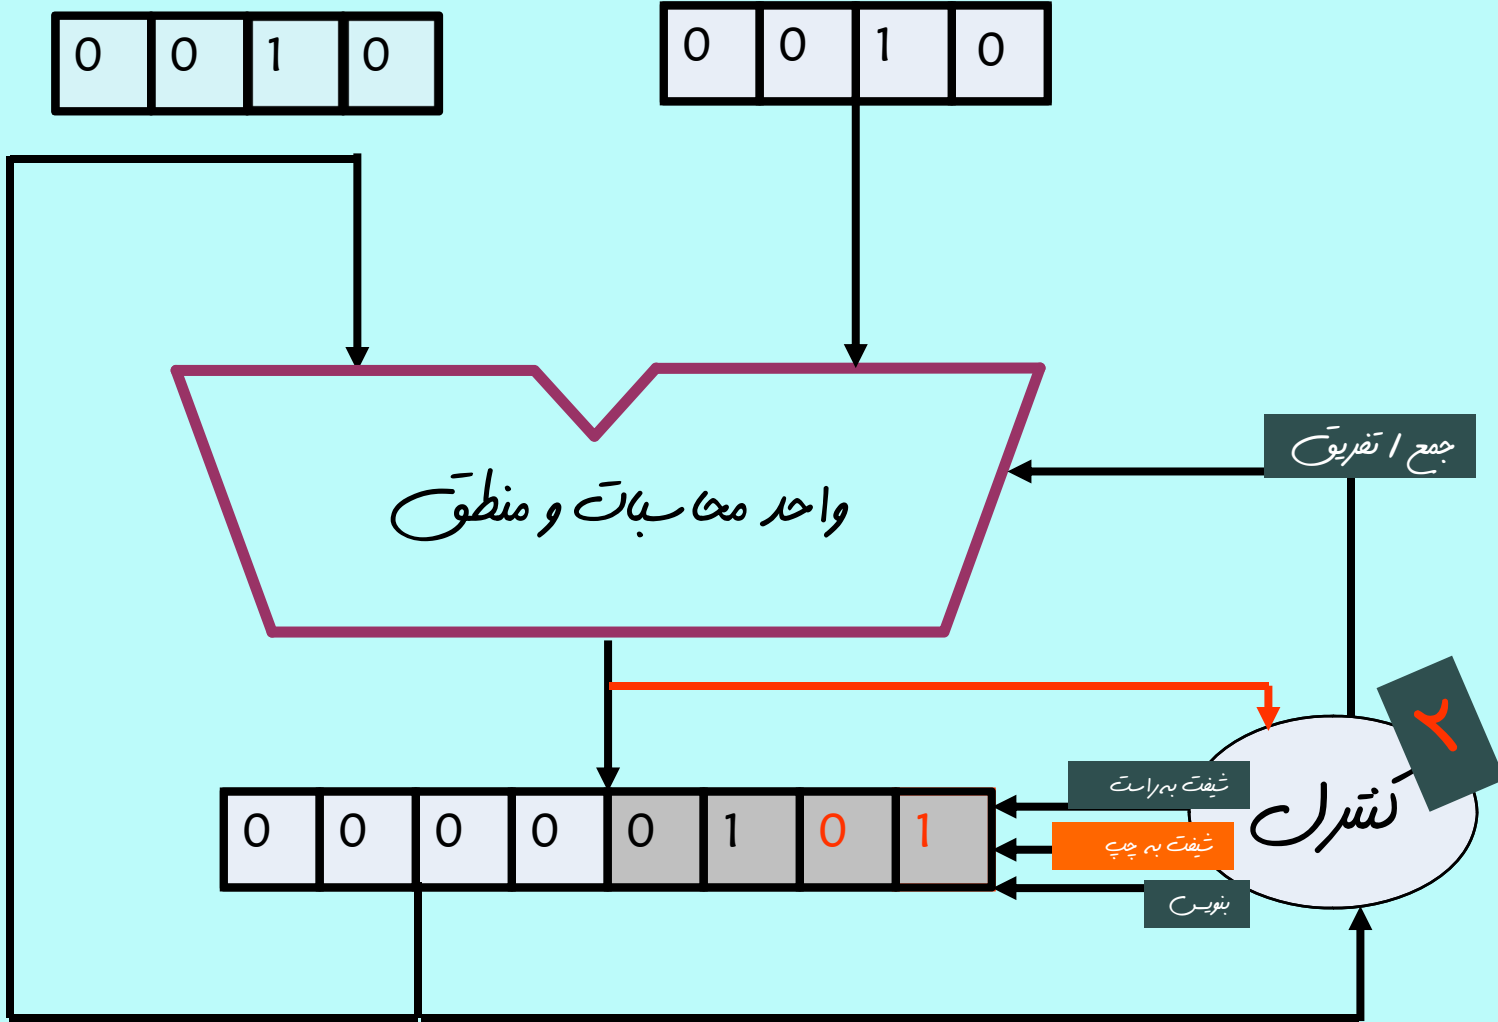 0 0 1 0
0 0 1 0
جمع / تفریق
واحد محاسبات و منطق
۲
شیفت به راست
کنترل
0 0 0 0 0 1 0 1
شیفت به چپ
بنویس